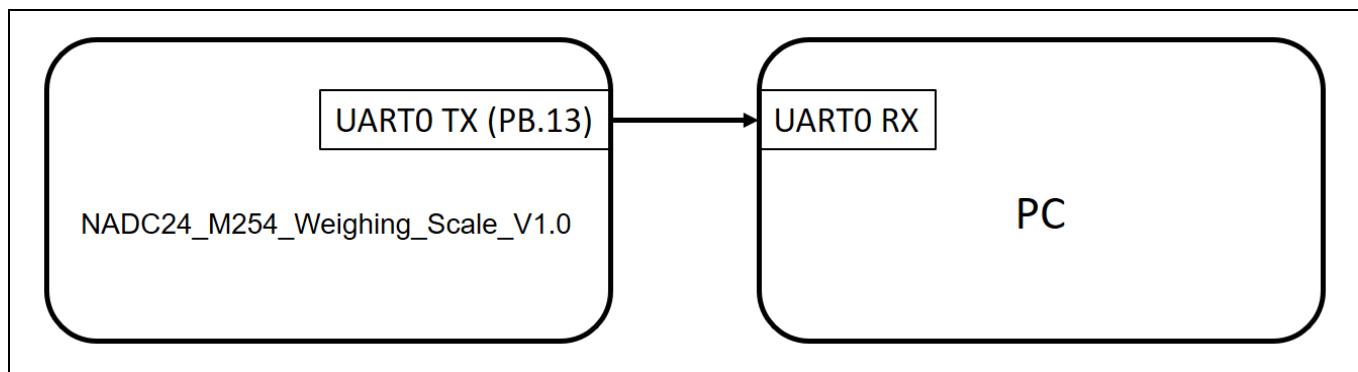 UART0 TX (PB.13)
UART0 RX
NADC24_M254_Weighing_Scale_V1.0
PC